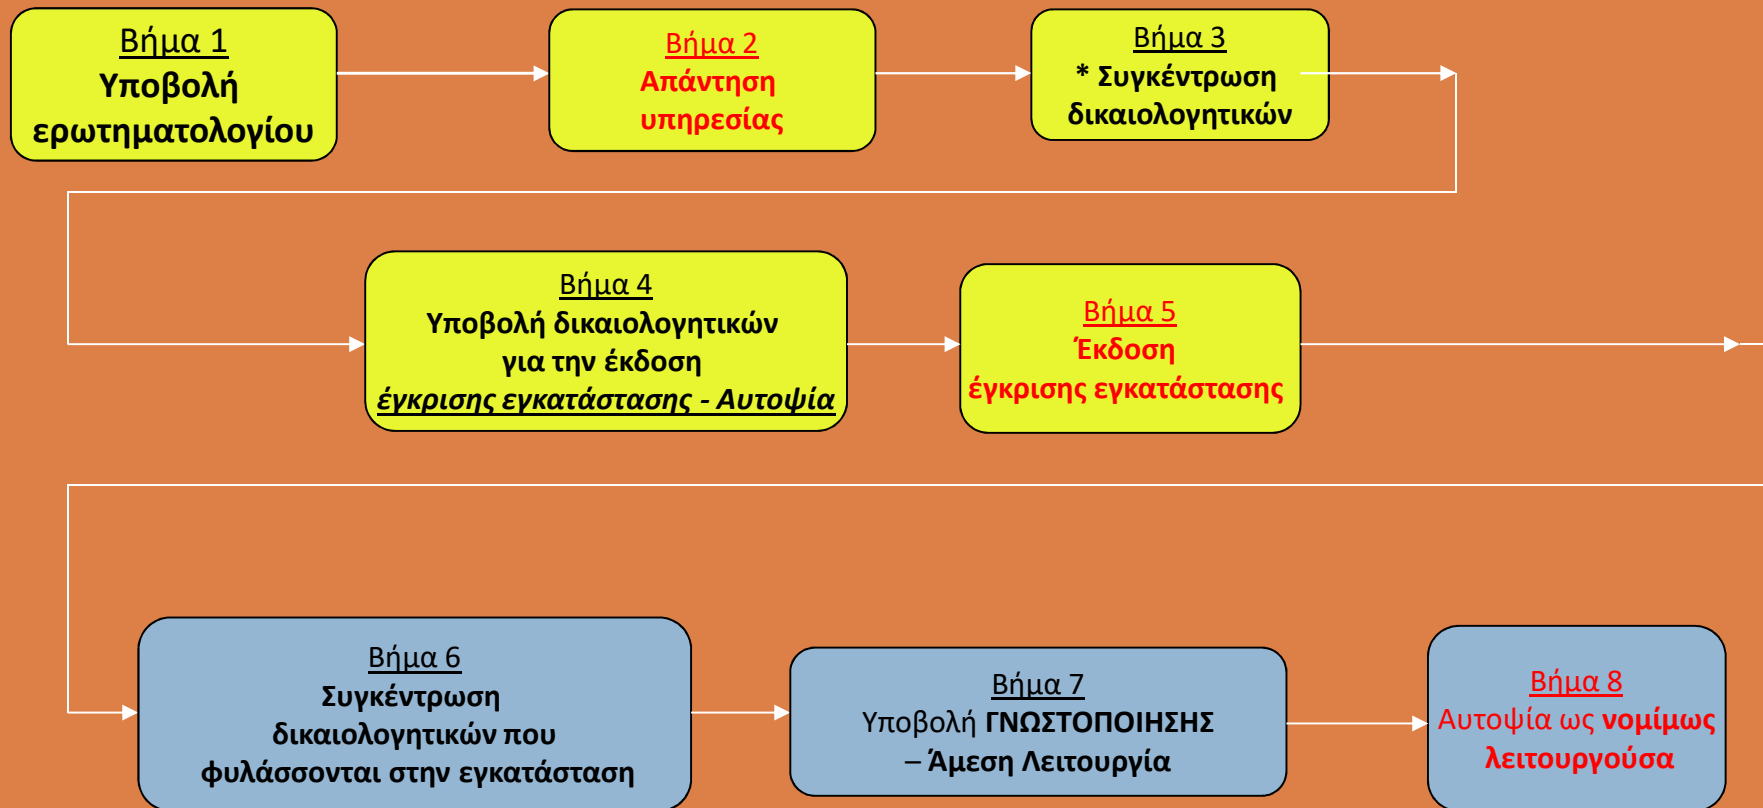 Βήμα 1
Υποβολή
ερωτηματολογίου
Βήμα 2
Απάντηση
υπηρεσίας
Βήμα 3
* Συγκέντρωση
δικαιολογητικών
Βήμα 4
Υποβολή δικαιολογητικών
για την έκδοση
έγκρισης εγκατάστασης - Αυτοψία
Βήμα 5
Έκδοση
έγκρισης εγκατάστασης
Βήμα 6
Συγκέντρωση
δικαιολογητικών που
φυλάσσονται στην εγκατάσταση
Βήμα 7
Υποβολή ΓΝΩΣΤΟΠΟΙΗΣΗΣ
– Άμεση Λειτουργία
Βήμα 8
Αυτοψία ως νομίμως
λειτουργούσα